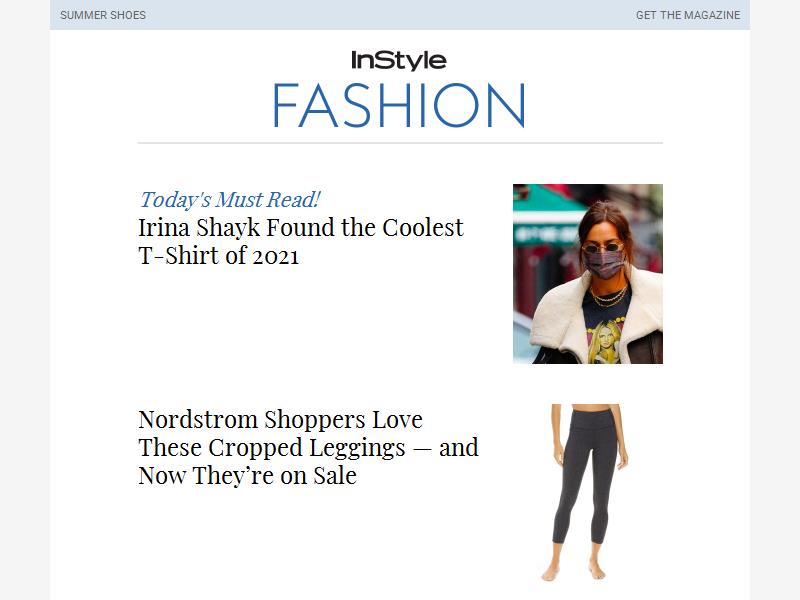 SUMMER SHOES
GET THE MAGAZINE
InStyle
FASHION
Today's Must Read!
Irina Shayk Found the Coolest
T-Shirt of 2021
Nordstrom Shoppers Love
These Cropped Leggings — and
Now They’re on Sale